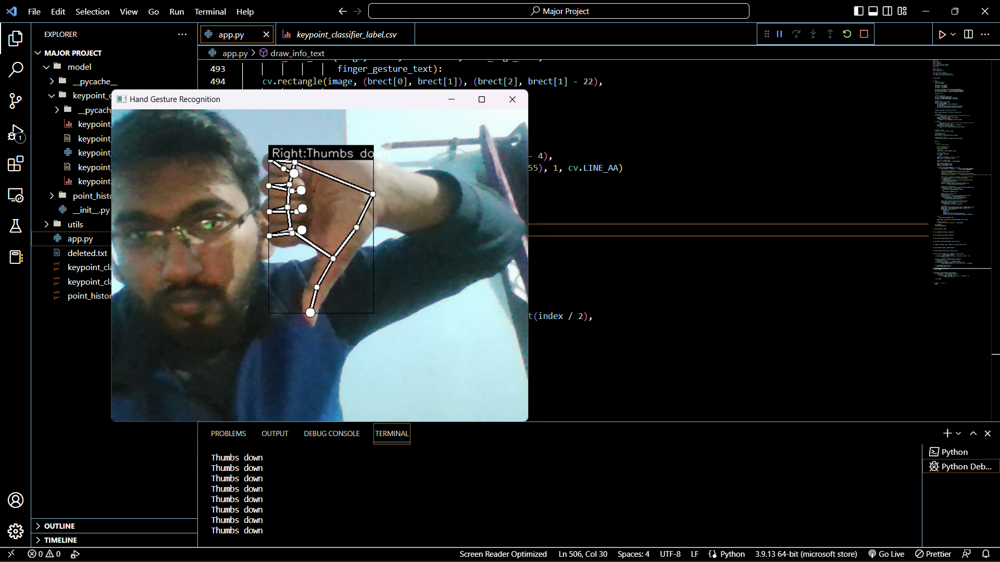 File Edit Selection View Go Run Terminal Help
Major Project
EXPLORER
MAJOR PROJECT
model
__pycache__
keypoint_c
__pycach
keypoint_
keypoint_
keypoint_
keypoint_
keypoint.
point_histo
__init__.py
utils
app.py
deleted.txt
keypoint_cla
keypoint_cla
point_histor
OUTLINE
TIMELINE
app.py
keypoint_classifier_label.csv
app.py > draw_info_text
493 finger_gesture_text):
494 cv.rectangle(image, (brect[0], brect[1]), (brect[2], brect[1] - 22),
Hand Gesture Recognition
Right:Thumbs down
- 4),
55), 1, cv.LINE_AA)
t(index / 2),
PROBLEMS OUTPUT DEBUG CONSOLE TERMINAL
Thumbs down
Thumbs down
Thumbs down
Thumbs down
Thumbs down
Thumbs down
Thumbs down
Thumbs down
Python
Python Deb...
1
0 0
Screen Reader Optimized Ln 506, Col 30 Spaces: 4 UTF-8 LF Python 3.9.13 64-bit (microsoft store) Go Live Prettier